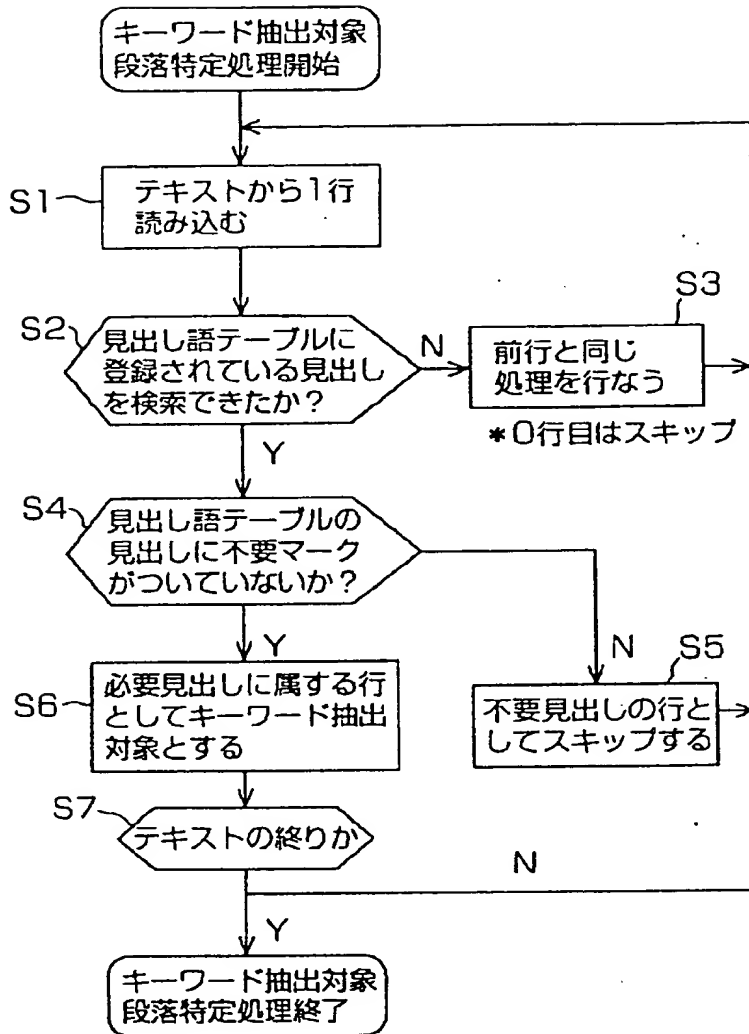 キーワード抽出対象
段落特定処理開始
S1
テキストから1行
読み込む
S2
見出し語テーブルに
登録されている見出し
を検索できたか?
N
S3
前行と同じ
処理を行なう
*0行目はスキップ
Y
S4
見出し語テーブルの
見出しに不要マーク
がついていないか?
Y
N
S5
不要見出しの行と
してスキップする
S6
必要見出しに属する行
としてキーワード抽出
対象とする
S7
テキストの終りか
N
Y
キーワード抽出対象
段落特定処理終了